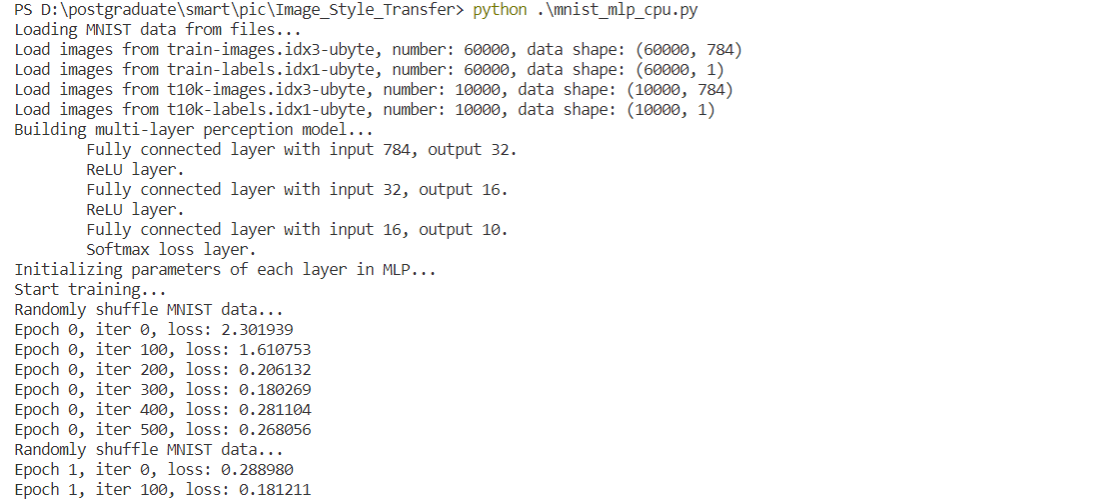 PS D:\postgraduate\smart\pic\Image_Style_Transfer> python .\mnist_mlp_cpu.py
Loading MNIST data from files...
Load images from train-images.idx3-ubyte, number: 60000, data shape: (60000, 784)
Load images from train-labels.idx1-ubyte, number: 60000, data shape: (60000, 1)
Load images from t10k-images.idx3-ubyte, number: 10000, data shape: (10000, 784)
Load images from t10k-labels.idx1-ubyte, number: 10000, data shape: (10000, 1)
Building multi-layer perception model...
Fully connected layer with input 784, output 32.
ReLU layer.
Fully connected layer with input 32, output 16.
ReLU layer.
Fully connected layer with input 16, output 10.
Softmax loss layer.
Initializing parameters of each layer in MLP...
Start training...
Randomly shuffle MNIST data...
Epoch 0, iter 0, loss: 2.301939
Epoch 0, iter 100, loss: 1.610753
Epoch 0, iter 200, loss: 0.206132
Epoch 0, iter 300, loss: 0.180269
Epoch 0, iter 400, loss: 0.281104
Epoch 0, iter 500, loss: 0.268056
Randomly shuffle MNIST data...
Epoch 1, iter 0, loss: 0.288980
Epoch 1, iter 100, loss: 0.181211